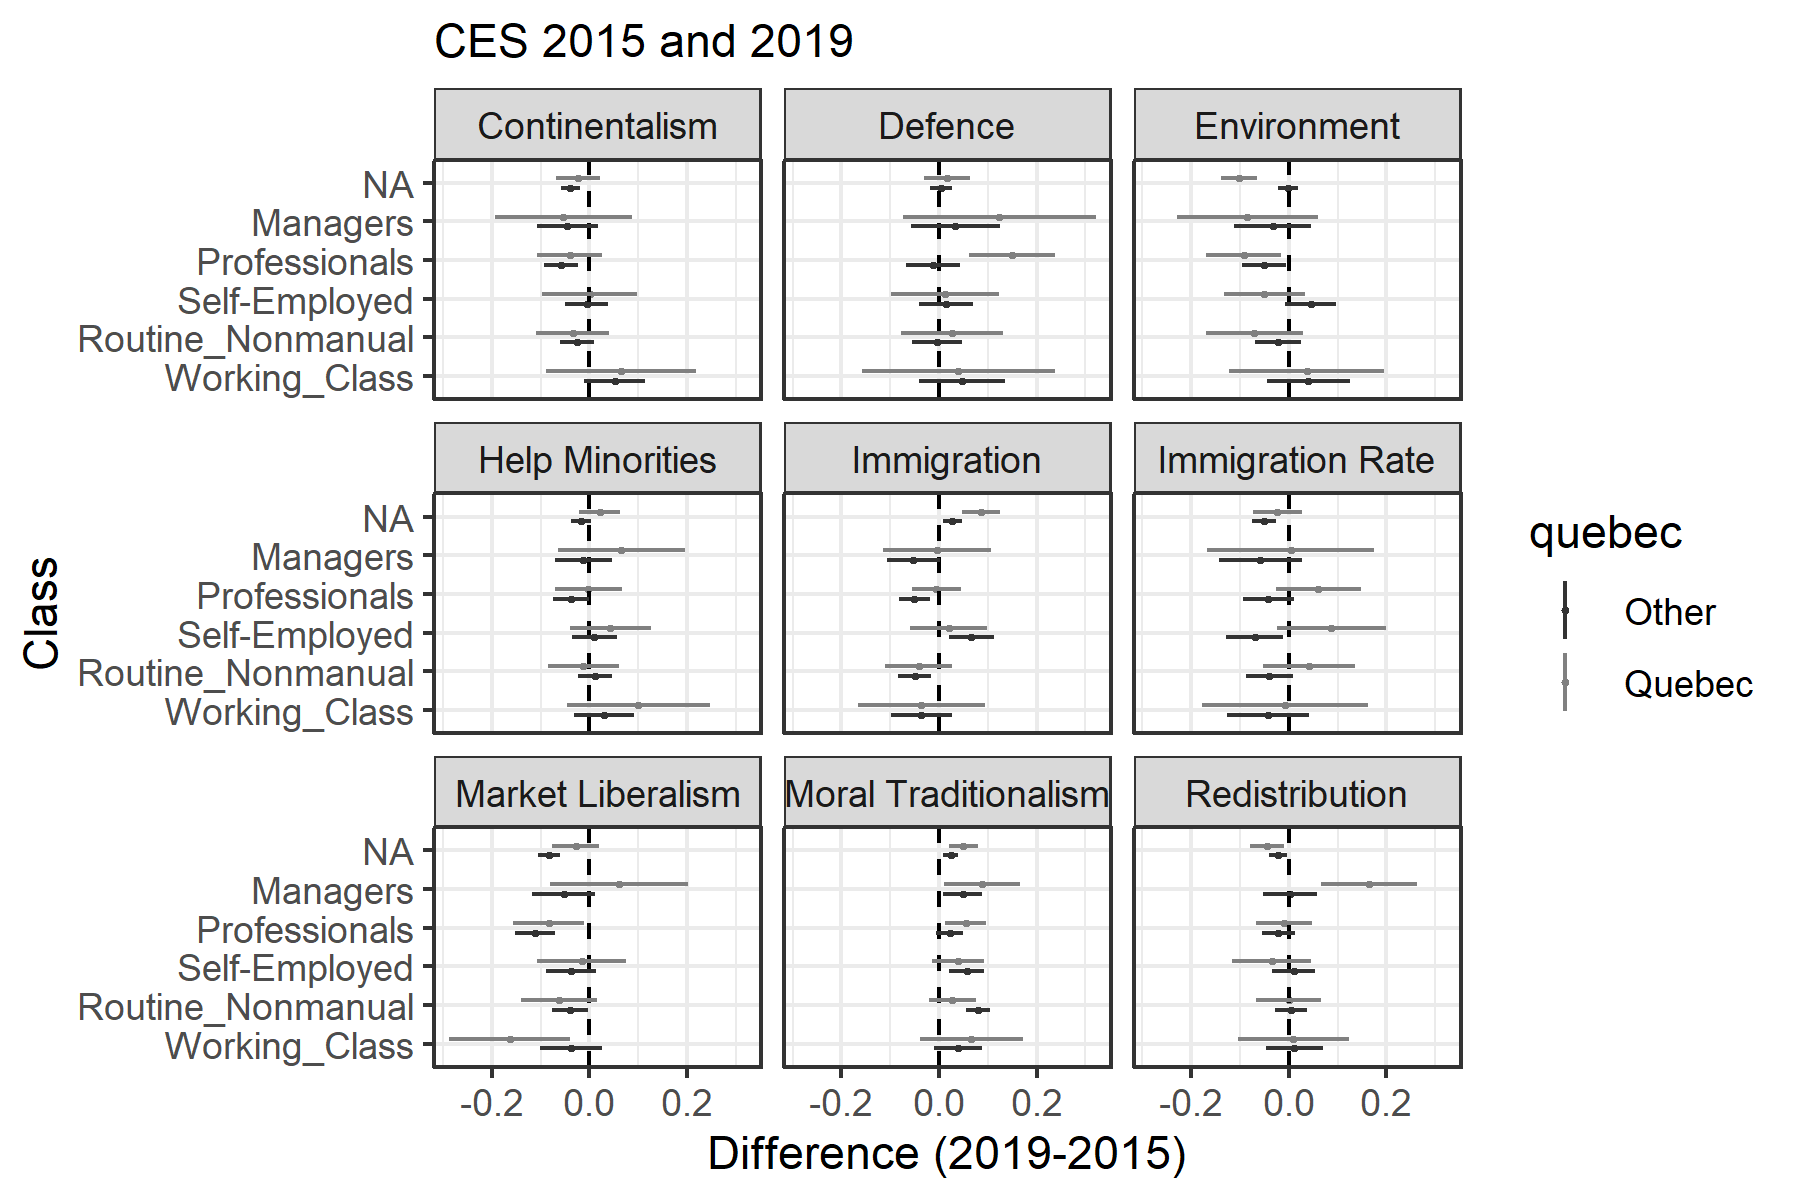 CES 2015 and 2019
Continentalism Defence Environment
NA
Managers
Professionals
Self-Employed
Routine_Nonmanual
Working_Class
Help Minorities Immigration Immigration Rate
NA
Managers
Professionals
Self-Employed
Routine_Nonmanual
Working_Class
Market Liberalism Moral Traditionalism Redistribution
NA
Managers
Professionals
Self-Employed
Routine_Nonmanual
Working_Class
-0.2 0.0 0.2 -0.2 0.0 0.2 -0.2 0.0 0.2
Difference (2019-2015)
Class
quebec
Other
Quebec